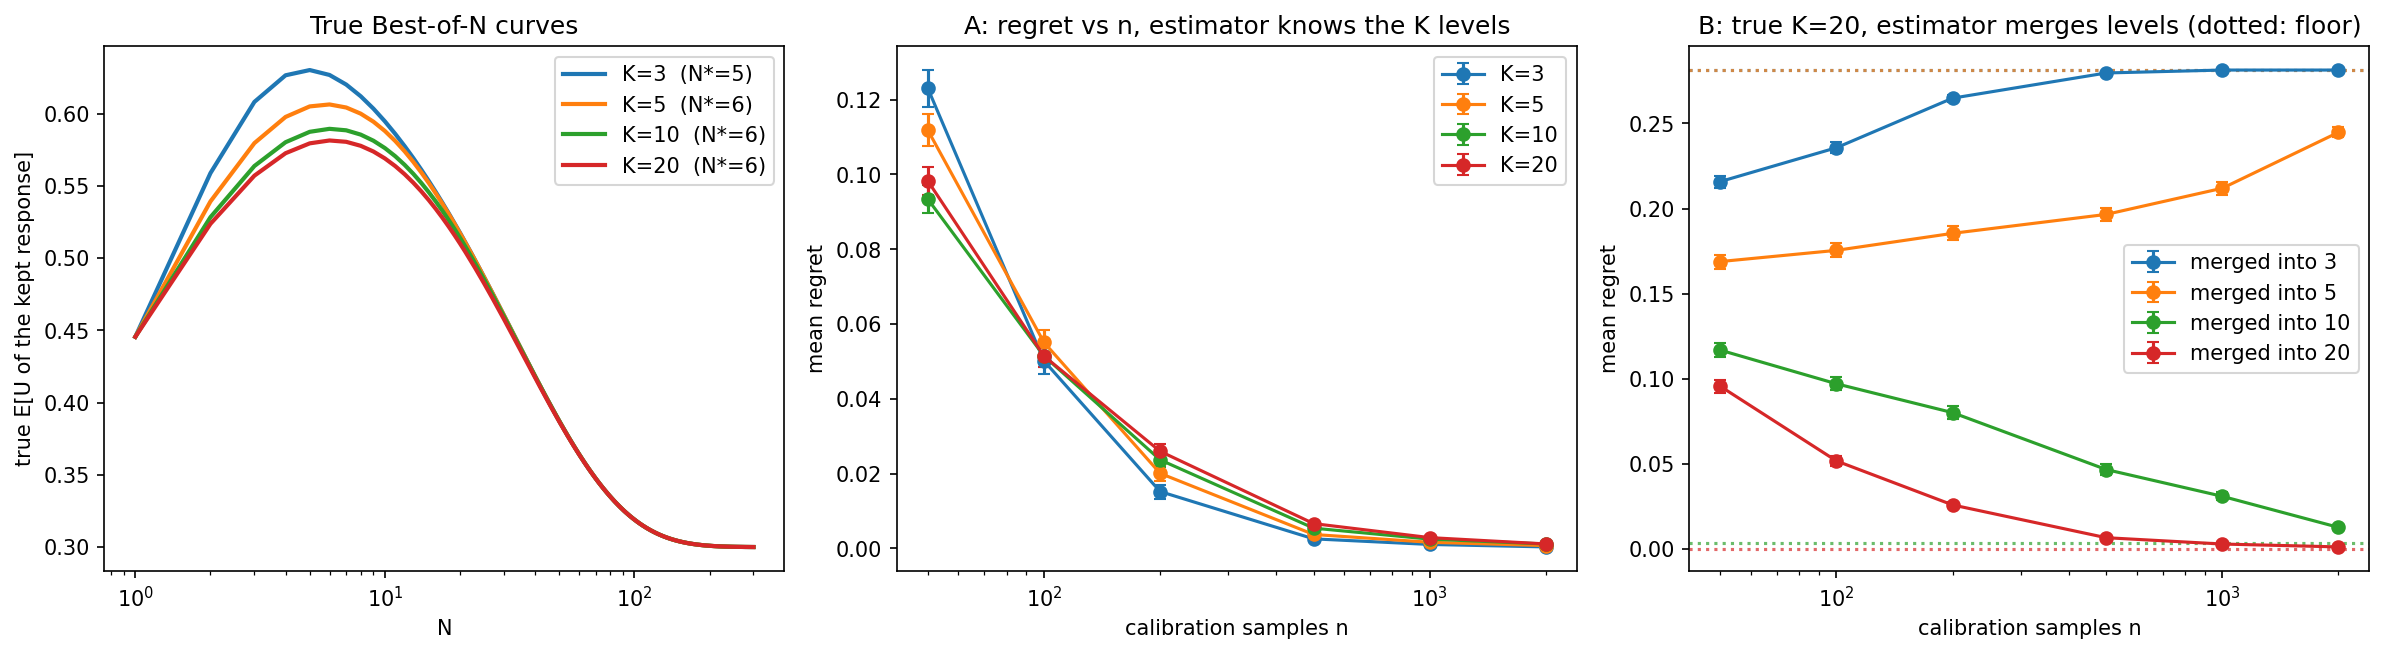 True Best-of-N curves
true E[U of the kept response]
0.60
0.55
0.50
0.45
0.40
0.35
0.30
K=3 (N*=5)
K=5 (N*=6)
K=10 (N*=6)
K=20 (N*=6)
10^0
10^1
10^2
N
A: regret vs n, estimator knows the K levels
mean regret
0.12
0.10
0.08
0.06
0.04
0.02
0.00
K=3
K=5
K=10
K=20
10^2
10^3
calibration samples n
B: true K=20, estimator merges levels (dotted: floor)
mean regret
0.25
0.20
0.15
0.10
0.05
0.00
merged into 3
merged into 5
merged into 10
merged into 20
10^2
10^3
calibration samples n